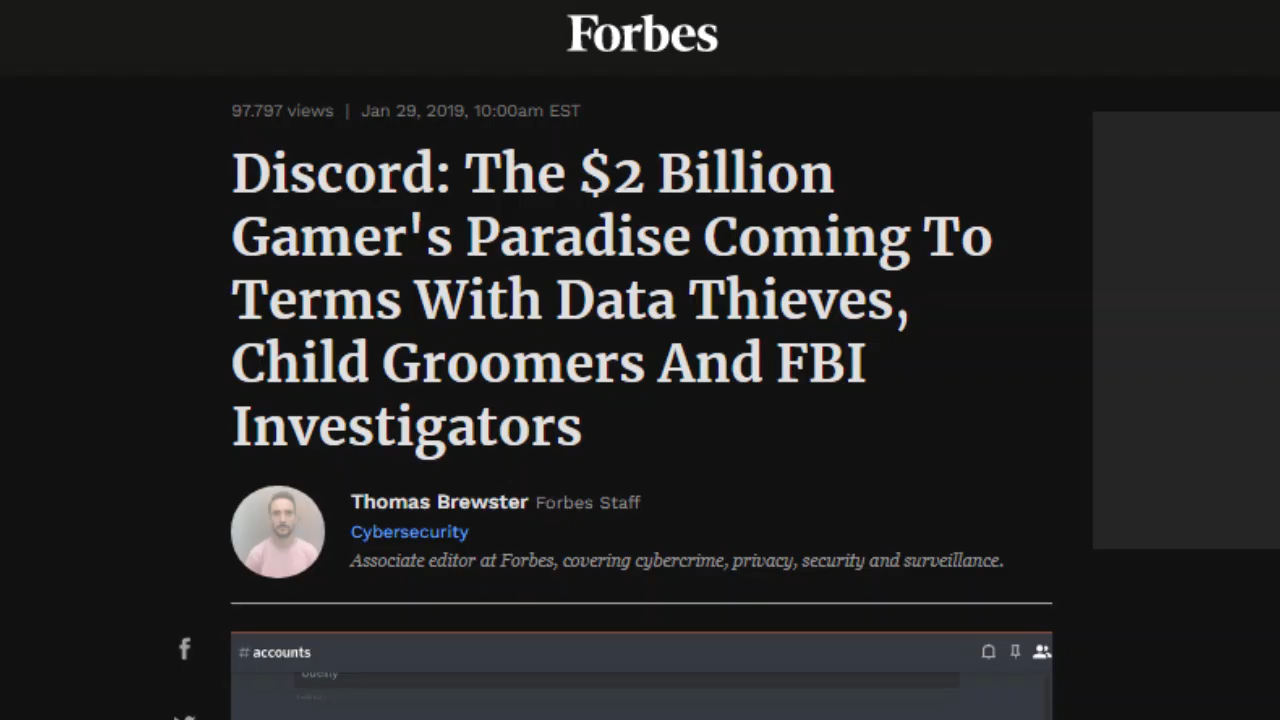 Forbes
97.797 views | Jan 29, 2019, 10:00am EST
Discord: The $2 Billion
Gamer's Paradise Coming To
Terms With Data Thieves,
Child Groomers And FBI
Investigators
Thomas Brewster Forbes Staff
Cybersecurity
Associate editor at Forbes, covering cybercrime, privacy, security and surveillance.
# accounts